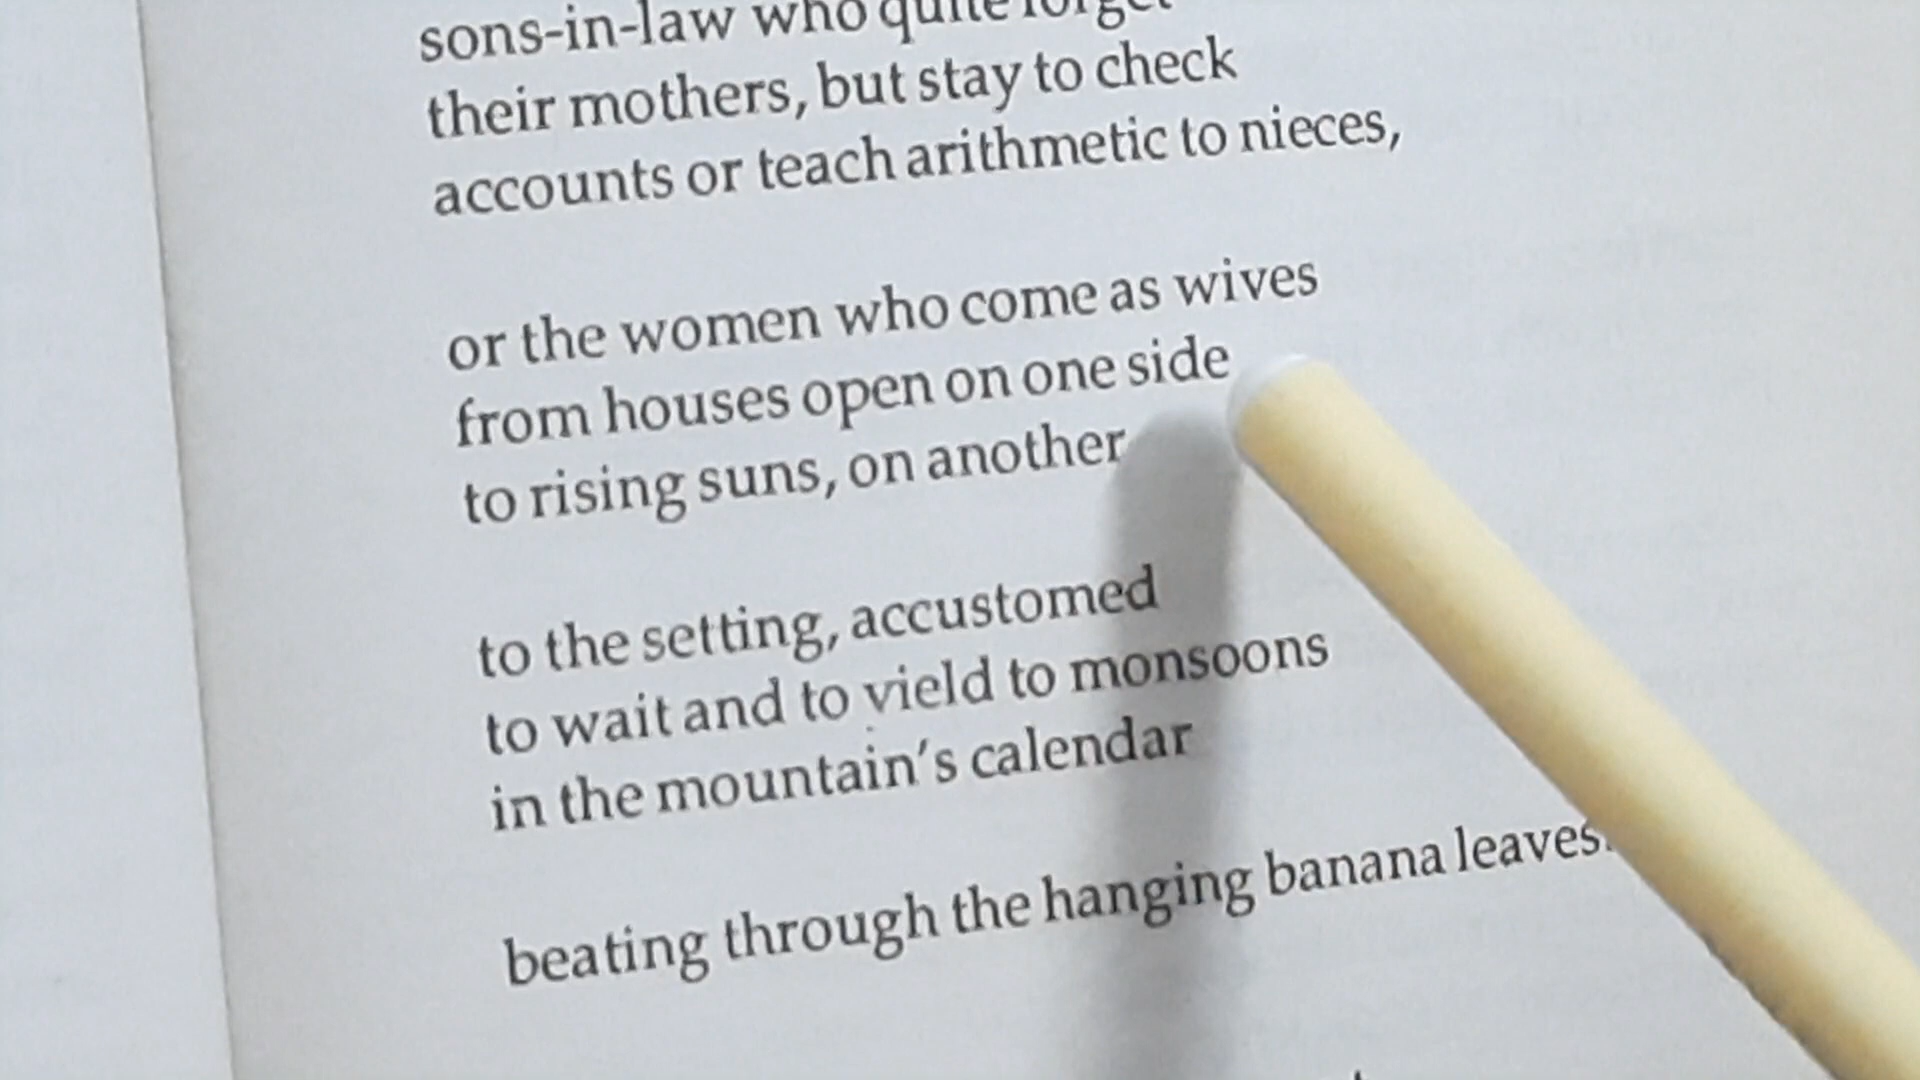 sons-in-law who quite forget
their mothers, but stay to check
accounts or teach arithmetic to nieces,
or the women who come as wives
from houses open on one side
to rising suns, on another
to the setting, accustomed
to wait and to yield to monsoons
in the mountain's calendar
beating through the hanging banana leaves.